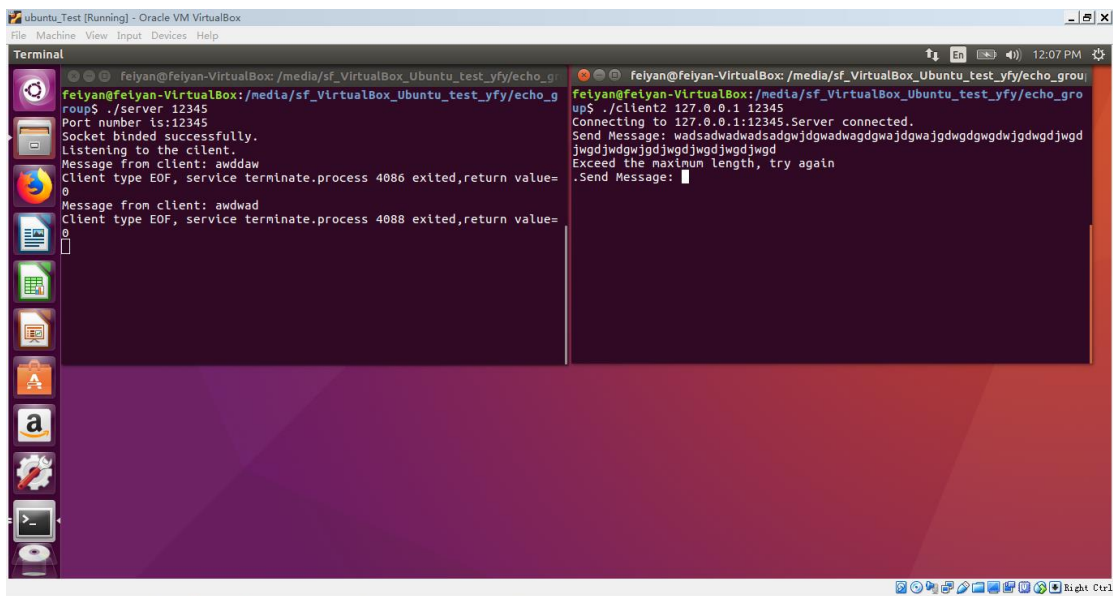 ubuntu_Test [Running] - Oracle VM VirtualBox
File Machine View Input Devices Help
Terminal
En
12:07 PM
feiyan@feiyan-VirtualBox: /media/sf_VirtualBox_Ubuntu_test_yfy/echo_gr
feiyan@feiyan-VirtualBox:/media/sf_VirtualBox_Ubuntu_test_yfy/echo_g
roup$ ./server 12345
Port number is:12345
Socket binded successfully.
Listening to the cilent.
Message from client: awddaw
Client type EOF, service terminate.process 4086 exited,return value=
0
Message from client: awdwad
Client type EOF, service terminate.process 4088 exited,return value=
0
feiyan@feiyan-VirtualBox: /media/sf_VirtualBox_Ubuntu_test_yfy/echo_grou
feiyan@feiyan-VirtualBox:/media/sf_VirtualBox_Ubuntu_test_yfy/echo_gro
up$ ./client2 127.0.0.1 12345
Connecting to 127.0.0.1:12345.Server connected.
Send Message: wadsadwadwadsadgwjdgwadwagdgwajdgwajgdwgdgwgdwjgdwgdjwgd
jwgdjwdgwjgdjwgdjwgdjwgdjwgd
Exceed the maximum length, try again
.Send Message:
Right Ctrl